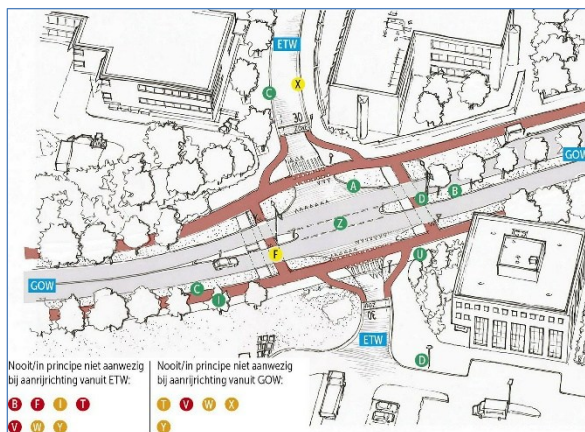 ETW
C
X
30
GOW
A
D
B
Z
F
U
GOW
C
I
30
ETW
D
Nooit/in principe niet aanwezig
bij aanrijrichting vanuit ETW:
B F I T
V W Y
Nooit/in principe niet aanwezig
bij aanrijrichting vanuit GOW:
T V W X
Y